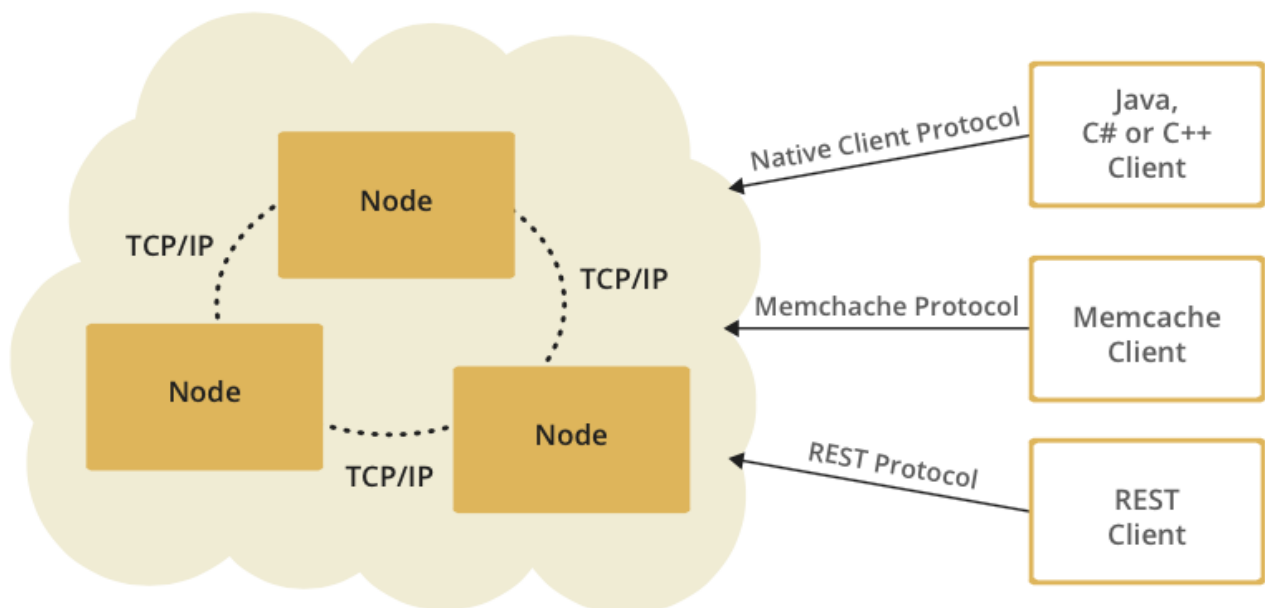 Node
TCP/IP
TCP/IP
Node
Node
TCP/IP
Native Client Protocol
Java,
C# or C++
Client
Memchache Protocol
Memcache
Client
REST Protocol
REST
Client